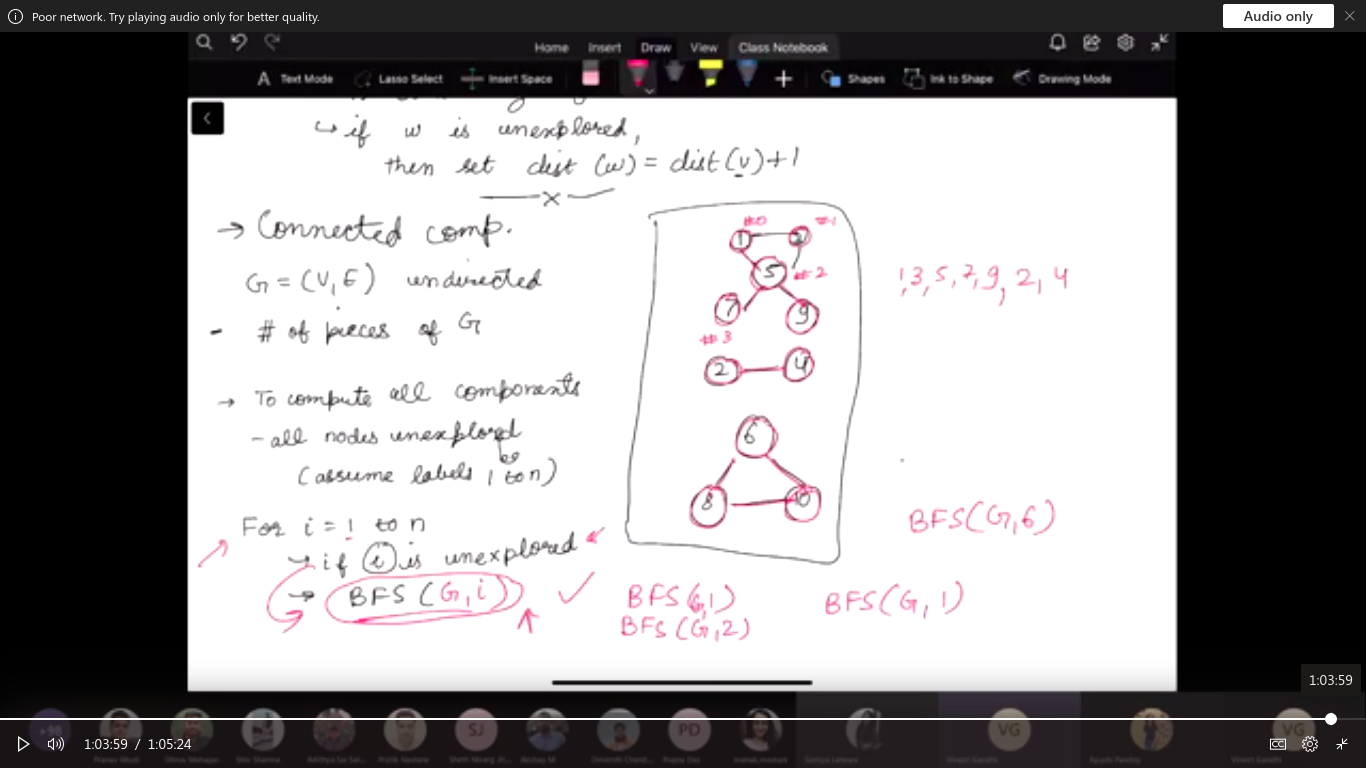 Poor network. Try playing audio only for better quality.
Audio only
Home Insert Draw View Class Notebook
Text Mode Lasso Select Insert Space Shapes Ink to Shape Drawing Mode
↳ if w is unexplored,
then set dist (w) = dist (v) + 1
x
→ Connected comp.
G = (V, E) undirected
- # of pieces of G
→ To compute all components
- all nodes unexplored
(assume labels 1 to n)
For i = 1 to n
↳ if i is unexplored
→ BFS (G, i)
#0
1
2
5
#2
7
9
#3
2
4
6
8
10
1, 3, 5, 7, 9, 2, 4
BFS(G, 6)
BFS(G, 1)
BFS(G, 2)
BFS(G, 1)
1:03:59
SJ
PD
VG
VG
1:03:59 / 1:05:24
CC